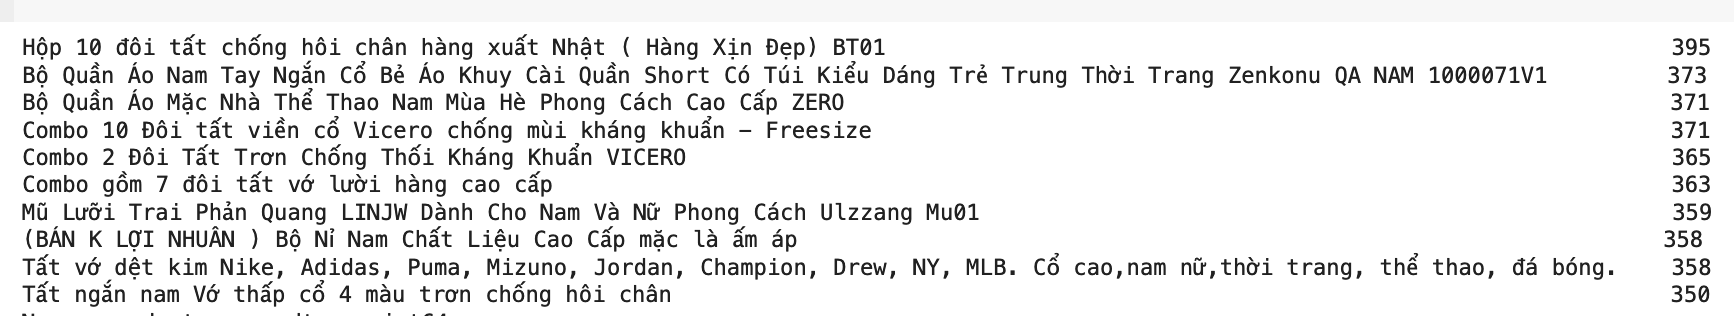 Hộp 10 đôi tất chống hôi chân hàng xuất Nhật ( Hàng Xịn Đẹp) BT01 395
Bộ Quần Áo Nam Tay Ngắn Cổ Bẻ Áo Khuy Cài Quần Short Có Túi Kiểu Dáng Trẻ Trung Thời Trang Zenkonu QA NAM 1000071V1 373
Bộ Quần Áo Mặc Nhà Thể Thao Nam Mùa Hè Phong Cách Cao Cấp ZERO 371
Combo 10 Đôi tất viền cổ Vicero chống mùi kháng khuẩn – Freesize 371
Combo 2 Đôi Tất Trơn Chống Thối Kháng Khuẩn VICERO 365
Combo gồm 7 đôi tất vớ lười hàng cao cấp 363
Mũ Lưỡi Trai Phản Quang LINJW Dành Cho Nam Và Nữ Phong Cách Ulzzang Mu01 359
(BÁN K LỢI NHUÂN ) Bộ Nỉ Nam Chất Liệu Cao Cấp mặc là ấm áp 358
Tất vớ dệt kim Nike, Adidas, Puma, Mizuno, Jordan, Champion, Drew, NY, MLB. Cổ cao,nam nữ,thời trang, thể thao, đá bóng. 358
Tất ngắn nam Vớ thấp cổ 4 màu trơn chống hôi chân 350